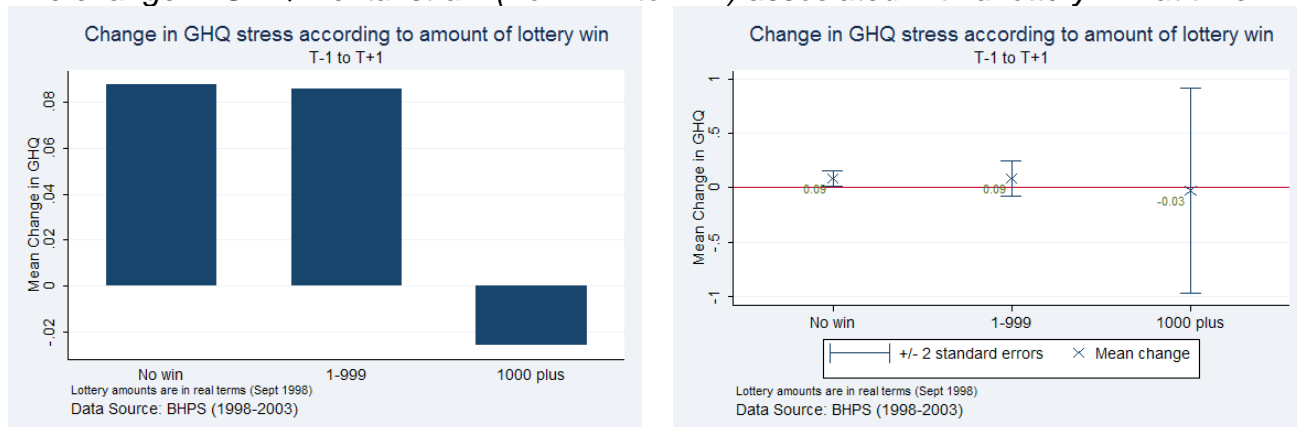 Change in GHQ stress according to amount of lottery win
T-1 to T+1
Mean Change in GHQ
.08
.06
.04
.02
0
-.02
No win 1-999 1000 plus
Lottery amounts are in real terms (Sept 1998)
Data Source: BHPS (1998-2003)
Change in GHQ stress according to amount of lottery win
T-1 to T+1
Mean Change in GHQ
1
.5
0
-.5
-1
0.09 0.09 -0.03
No win 1-999 1000 plus
+/- 2 standard errors × Mean change
Lottery amounts are in real terms (Sept 1998)
Data Source: BHPS (1998-2003)